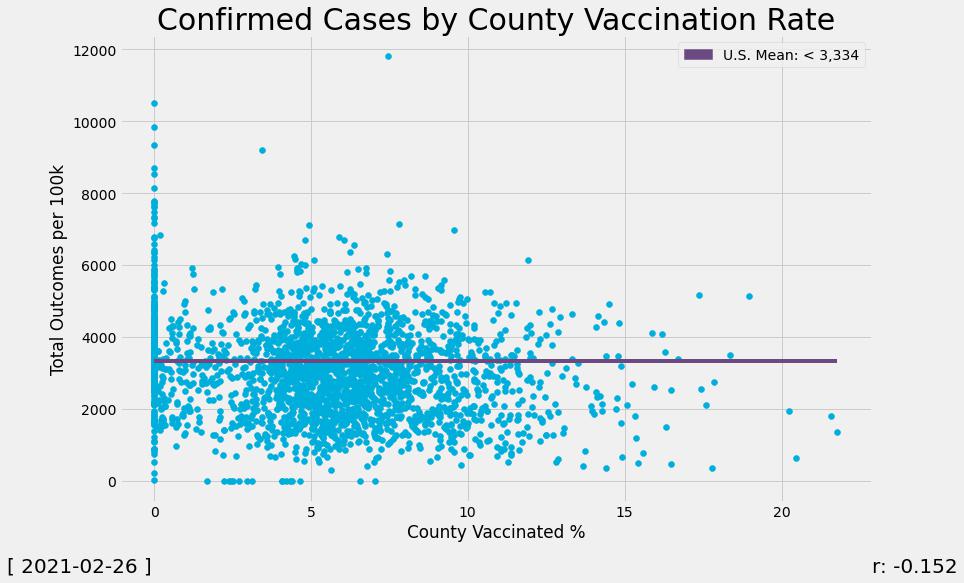 Confirmed Cases by County Vaccination Rate
U.S. Mean: < 3,334
Total Outcomes per 100k
12000
10000
8000
6000
4000
2000
0
0 5 10 15 20
County Vaccinated %
[ 2021-02-26 ]
r: -0.152